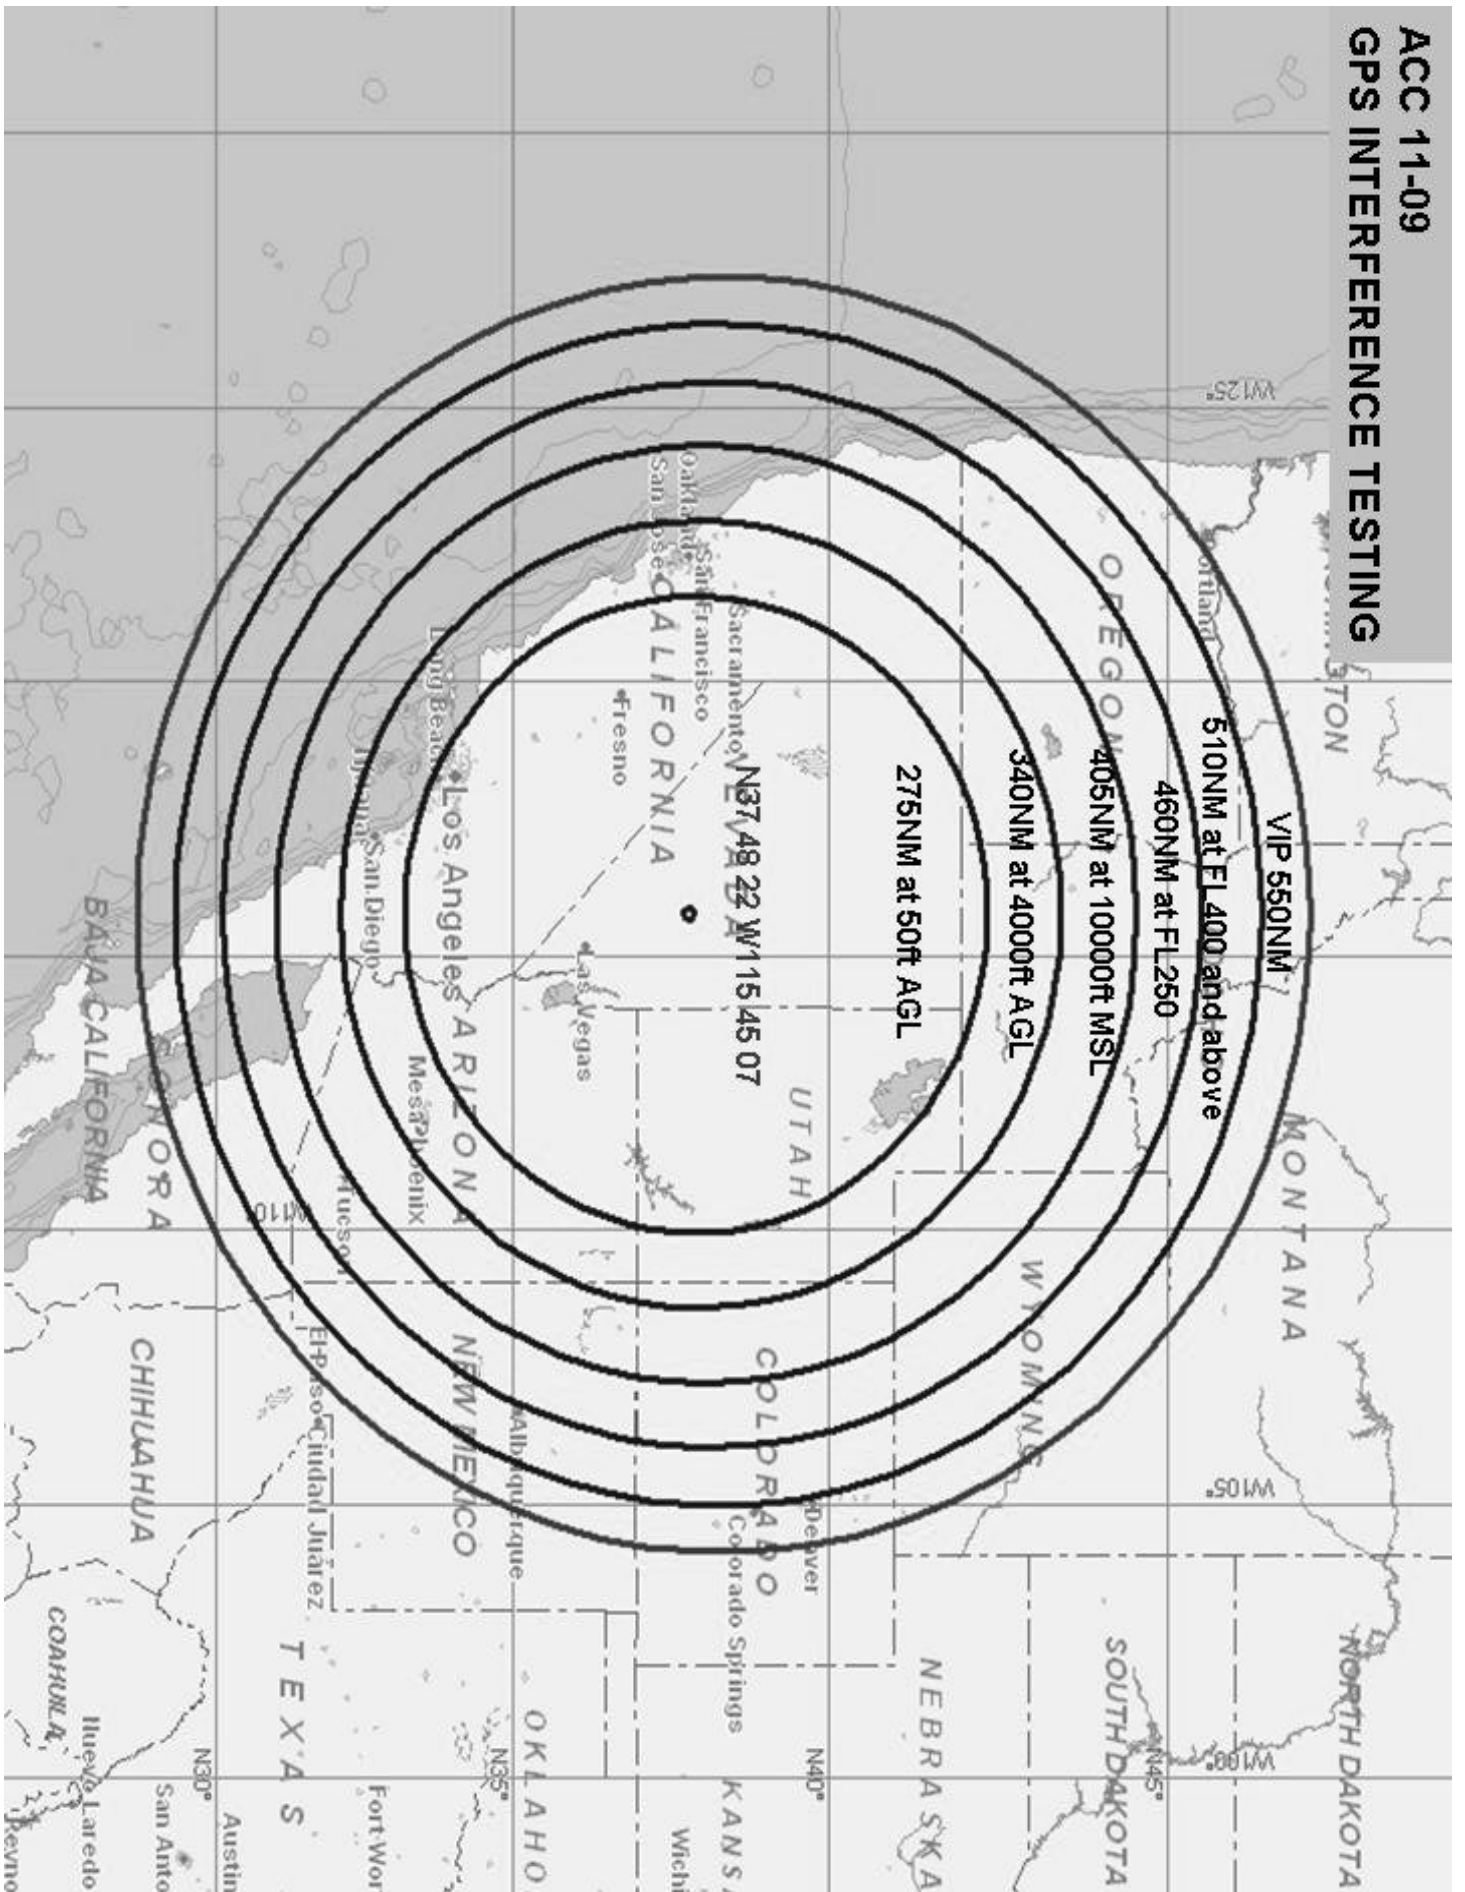 ACC 11-09
GPS INTERFERENCE TESTING
W125°
Portland
OREGON
MONTANA
NORTH DAKOTA
SOUTH DAKOTA
WYOMING
NEBRASKA
VIP 550NM
510NM at FL400 and above
460NM at FL250
405NM at 10000ft MSL
340NM at 4000ft AGL
275NM at 50ft AGL
N37 48 22 W115 45 07
NEVADA
UTAH
COLORADO
Denver
Colorado Springs
Sacramento
San Francisco
Oakland
San Jose
CALIFORNIA
Fresno
Las Vegas
Long Beach
Los Angeles
ARIZONA
Mesa
Phoenix
Tucson
NEW MEXICO
Albuquerque
Tijuana
San Diego
El Paso
Ciudad Juárez
BAJA CALIFORNIA
SONORA
CHIHUAHUA
COAHUILA
TEXAS
OKLAHO
KANS
Wichi
Fort Wor
Austin
San Anto
Nuevo Laredo
Reyno
W110°
W105°
W100°
N30°
N35°
N40°
N45°